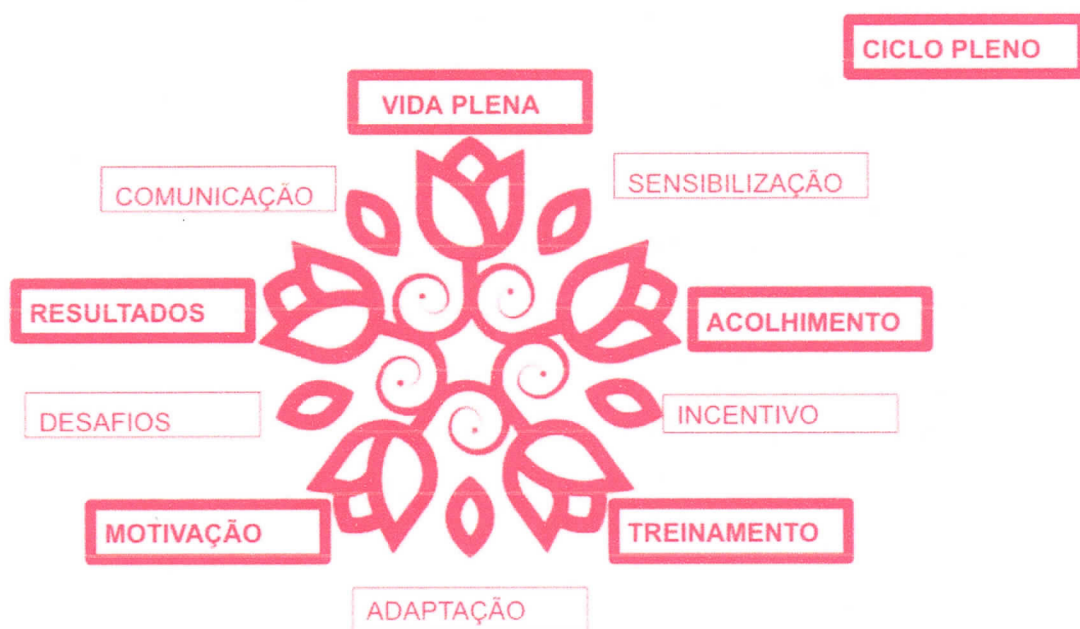 CICLO PLENO
VIDA PLENA
COMUNICAÇÃO
SENSIBILIZAÇÃO
RESULTADOS
ACOLHIMENTO
DESAFIOS
INCENTIVO
MOTIVAÇÃO
TREINAMENTO
ADAPTAÇÃO